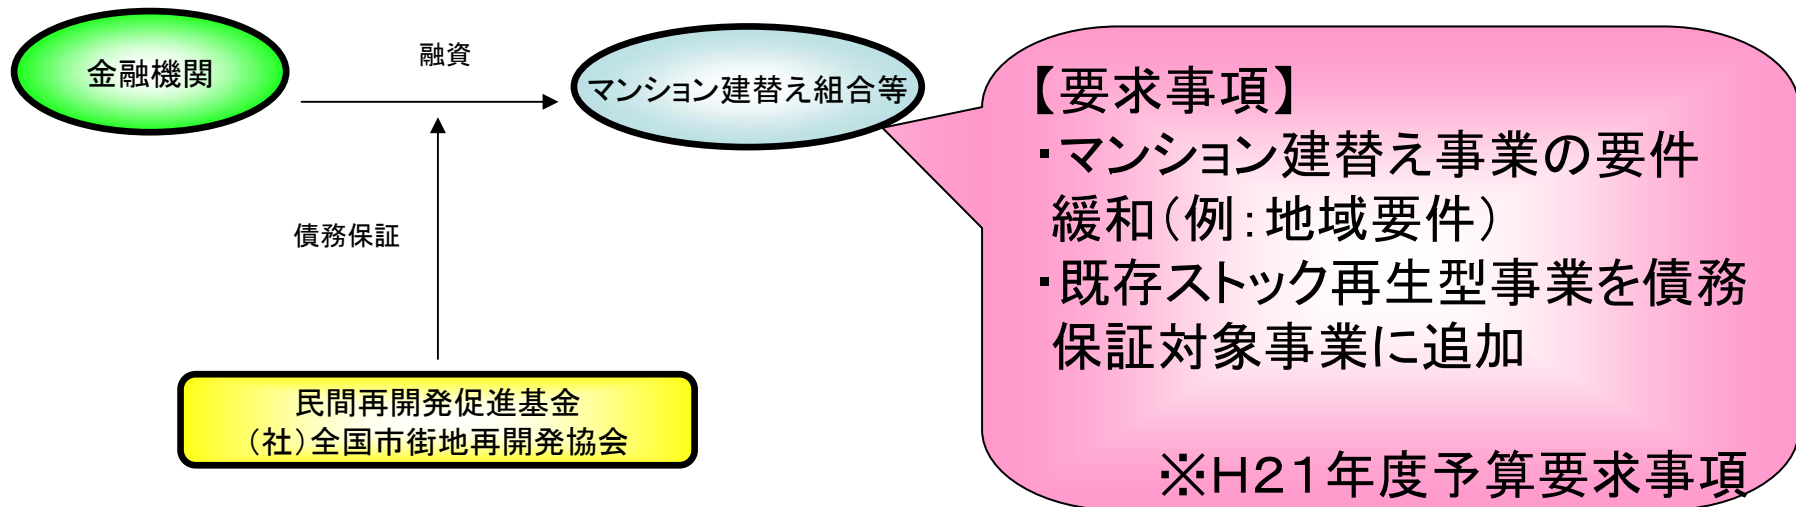 金融機関
融資
マンション建替え組合等
債務保証
民間再開発促進基金
（社）全国市街地再開発協会
【要求事項】
・マンション建替え事業の要件
緩和（例：地域要件）
・既存ストック再生型事業を債務
保証対象事業に追加
※H21年度予算要求事項